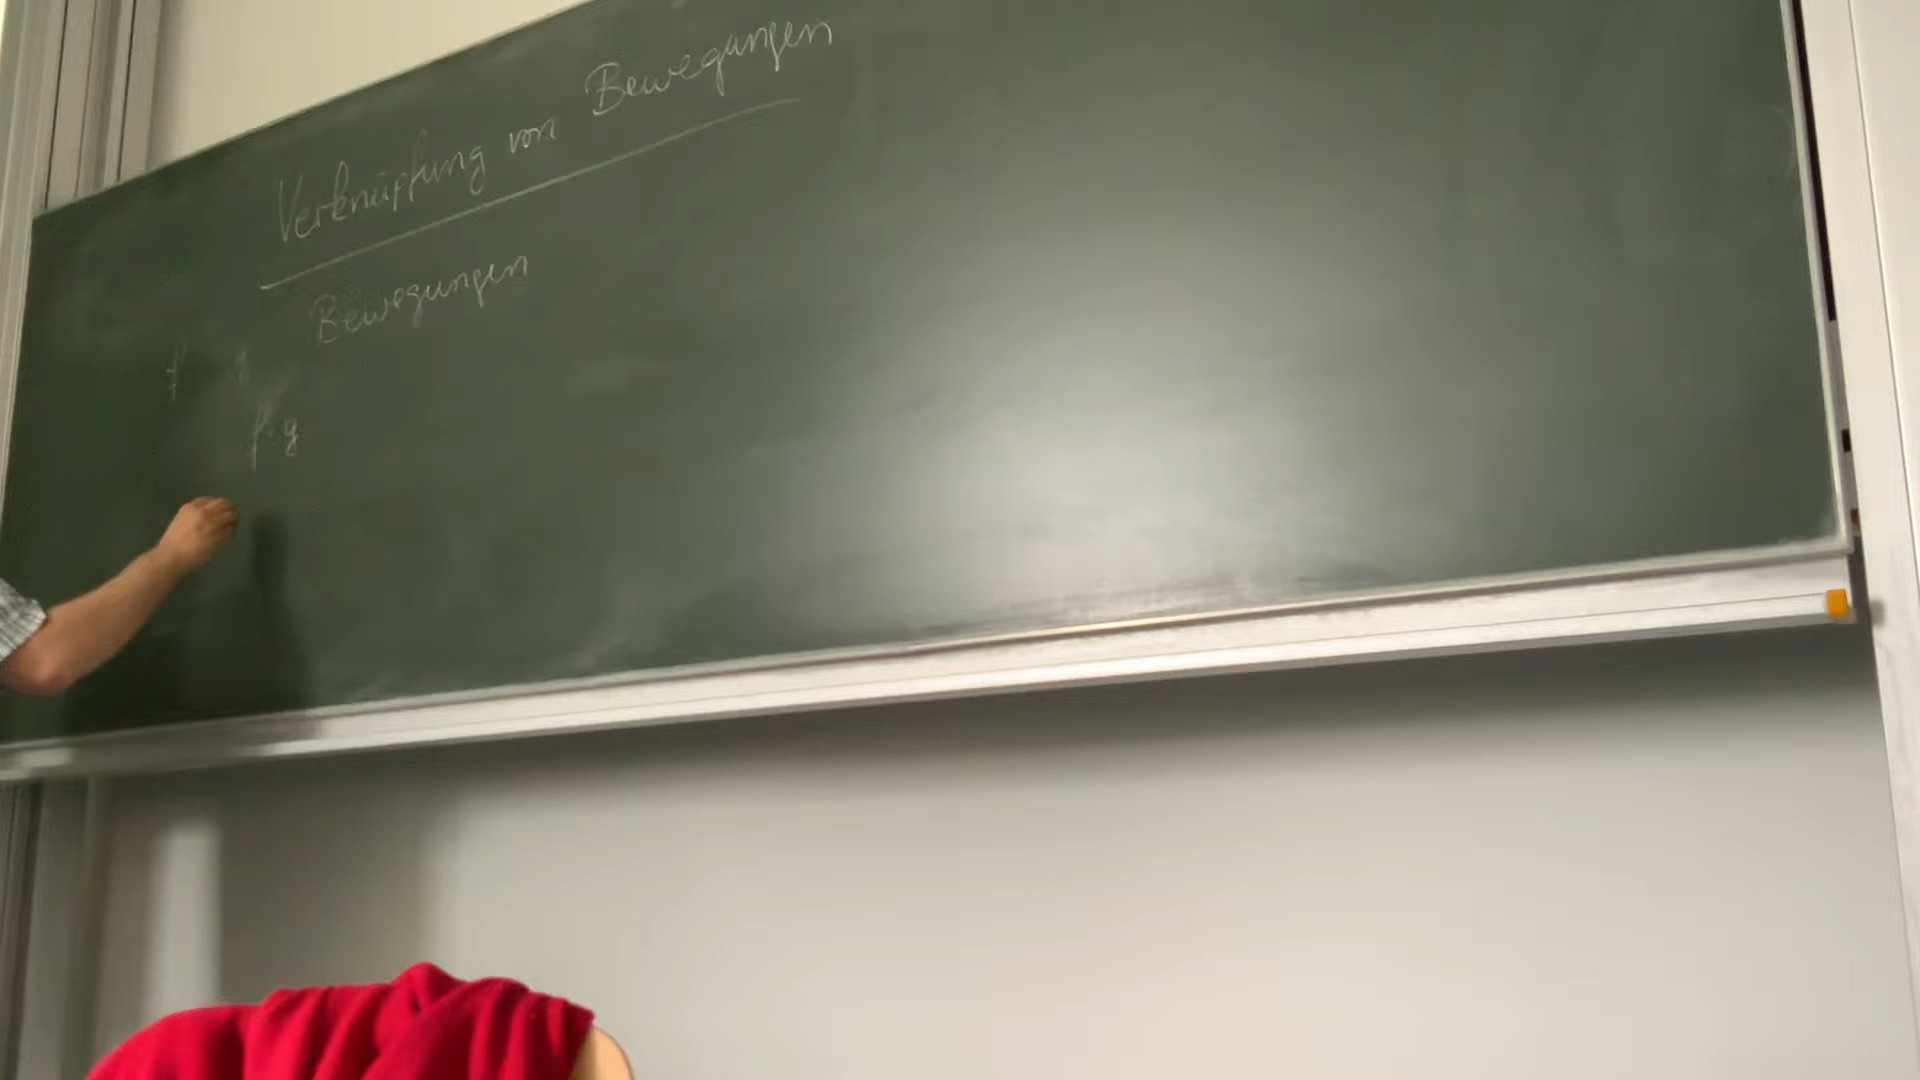 Verknüpfung von Bewegungen
Bewegungen
f g
f∘g